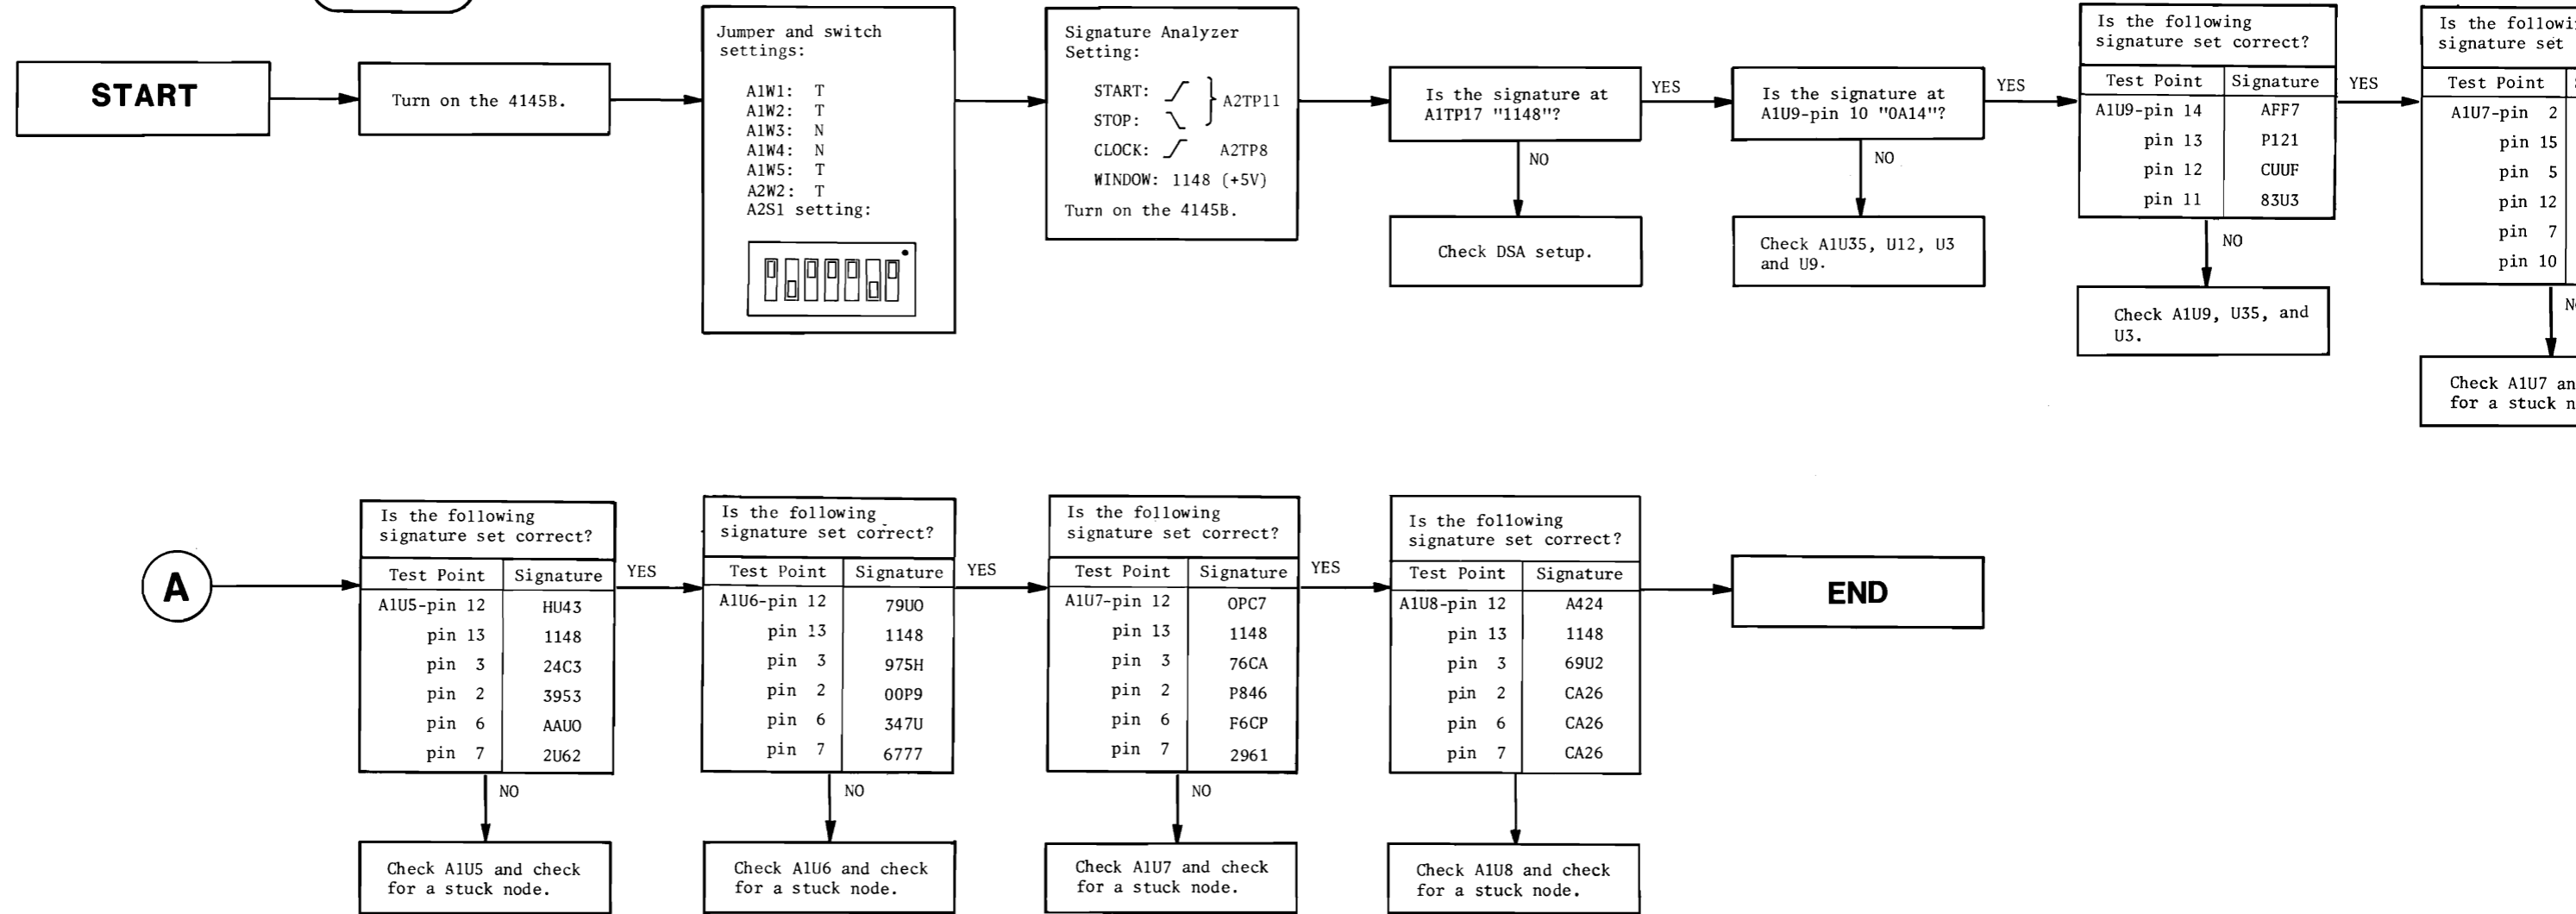 START
Turn on the 4145B.
Jumper and switch
settings:
A1W1: T
A1W2: T
A1W3: N
A1W4: N
A1W5: T
A2W2: T
A2S1 setting:
Signature Analyzer
Setting:
START:
STOP:
A2TP11
CLOCK: A2TP8
WINDOW: 1148 (+5V)
Turn on the 4145B.
Is the signature at
A1TP17 "1148"?
YES
NO
Check DSA setup.
Is the signature at
A1U9-pin 10 "0A14"?
YES
NO
Check A1U35, U12, U3
and U9.
Is the following
signature set correct?
Test Point Signature
A1U9-pin 14 AFF7
pin 13 P121
pin 12 CUUF
pin 11 83U3
YES
NO
Check A1U9, U35, and
U3.
Is the
signature set
Test Point
A1U7-pin 2
pin 15
pin 5
pin 12
pin 7
pin 10
Check A1U7
for a stuck
A
Is the following
signature set correct?
Test Point Signature
A1U5-pin 12 HU43
pin 13 1148
pin 3 24C3
pin 2 3953
pin 6 AAU0
pin 7 2U62
YES
NO
Check A1U5 and check
for a stuck node.
Is the following
signature set correct?
Test Point Signature
A1U6-pin 12 79U0
pin 13 1148
pin 3 975H
pin 2 00P9
pin 6 347U
pin 7 6777
YES
NO
Check A1U6 and check
for a stuck node.
Is the following
signature set correct?
Test Point Signature
A1U7-pin 12 0PC7
pin 13 1148
pin 3 76CA
pin 2 P846
pin 6 F6CP
pin 7 2961
YES
NO
Check A1U7 and check
for a stuck node.
Is the following
signature set correct?
Test Point Signature
A1U8-pin 12 A424
pin 13 1148
pin 3 69U2
pin 2 CA26
pin 6 CA26
pin 7 CA26
Check A1U8 and check
for a stuck node.
END